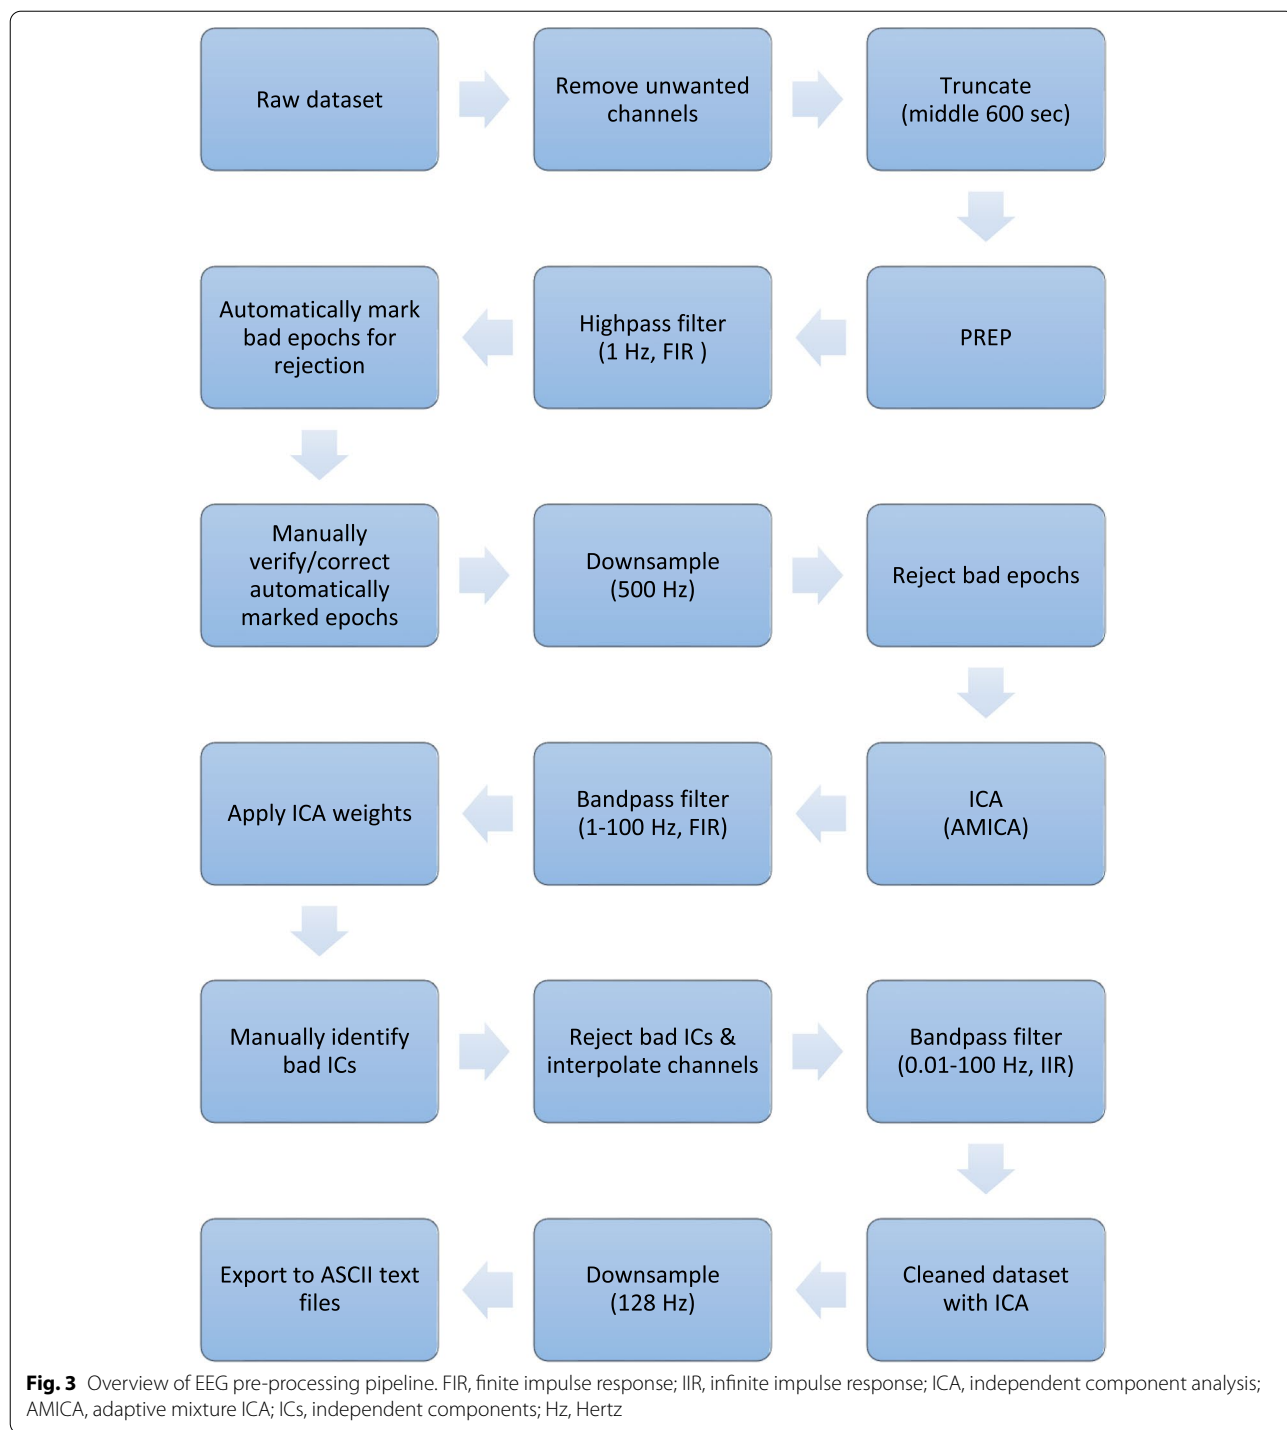 Raw dataset
Remove unwanted
channels
Truncate
(middle 600 sec)
PREP
Highpass filter
(1 Hz, FIR )
Automatically mark
bad epochs for
rejection
Manually
verify/correct
automatically
marked epochs
Downsample
(500 Hz)
Reject bad epochs
ICA
(AMICA)
Bandpass filter
(1-100 Hz, FIR)
Apply ICA weights
Manually identify
bad ICs
Reject bad ICs &
interpolate channels
Bandpass filter
(0.01-100 Hz, IIR)
Cleaned dataset
with ICA
Downsample
(128 Hz)
Export to ASCII text
files
Fig. 3 Overview of EEG pre-processing pipeline. FIR, finite impulse response; IIR, infinite impulse response; ICA, independent component analysis;
AMICA, adaptive mixture ICA; ICs, independent components; Hz, Hertz